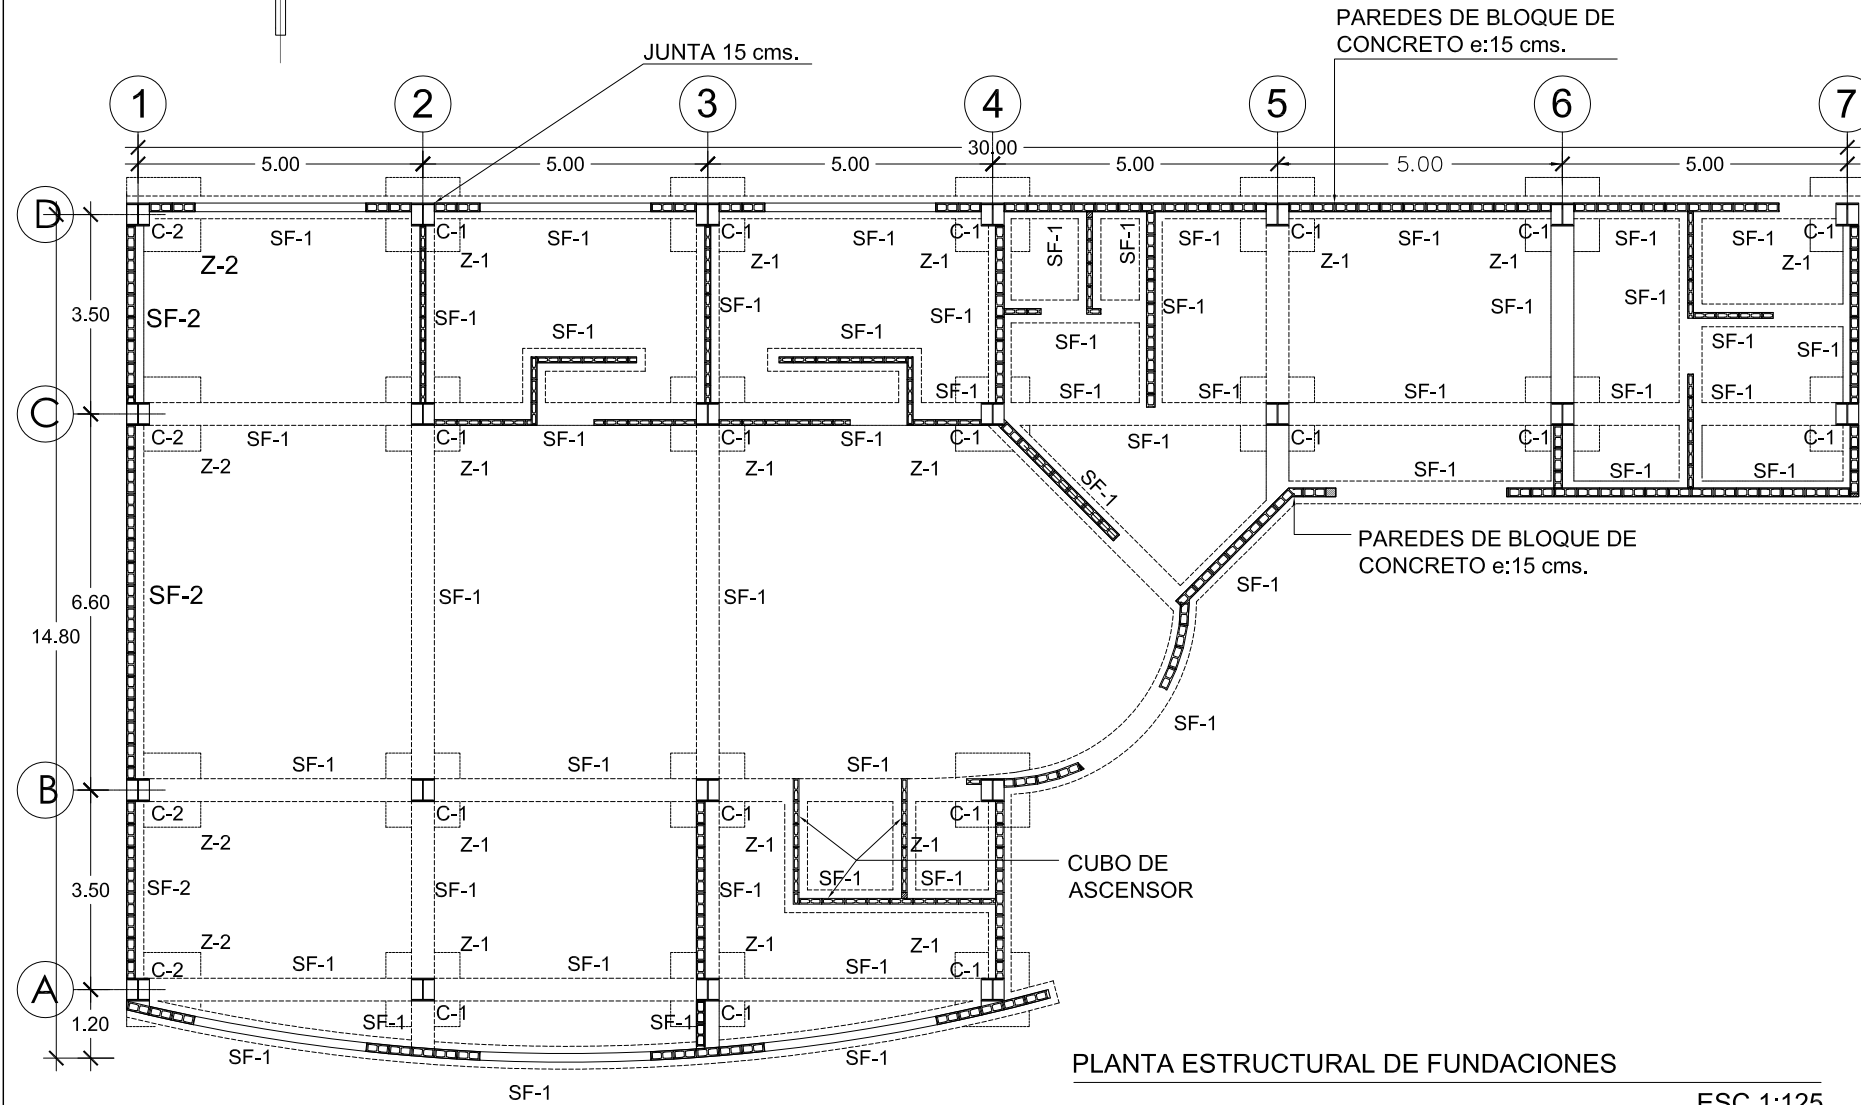 PAREDES DE BLOQUE DE
CONCRETO e:15 cms.
JUNTA 15 cms.
1 2 3 4 5 6 7
30.00
5.00 5.00 5.00 5.00 5.00 5.00
D
C-2 SF-1 C-1 SF-1 C-1 SF-1 C-1 SF-1 SF-1 SF-1 C-1 SF-1 C-1 SF-1 SF-1 C-1
Z-2 Z-1 Z-1 Z-1 Z-1 Z-1 Z-1
3.50 SF-2 SF-1 SF-1 SF-1 SF-1 SF-1 SF-1
SF-1 SF-1 SF-1 SF-1 SF-1
SF-1 SF-1 SF-1 SF-1 SF-1 SF-1
C
C-2 SF-1 C-1 SF-1 C-1 SF-1 C-1 SF-1 C-1 C-1 C-1
Z-2 Z-1 Z-1 Z-1 SF-1 SF-1 SF-1
SF-1
PAREDES DE BLOQUE DE
CONCRETO e:15 cms.
6.60 SF-2 SF-1 SF-1 SF-1
14.80
SF-1
SF-1 SF-1 SF-1
B
C-2 C-1 C-1 C-1
Z-2 Z-1 Z-1 Z-1
CUBO DE
ASCENSOR
3.50 SF-2 SF-1 SF-1 SF-1 SF-1
Z-2 Z-1 Z-1 Z-1
C-2 SF-1 SF-1 SF-1 C-1
A
1.20 SF-1 C-1 SF-1 C-1
SF-1 SF-1
SF-1
PLANTA ESTRUCTURAL DE FUNDACIONES
ESC 1:125